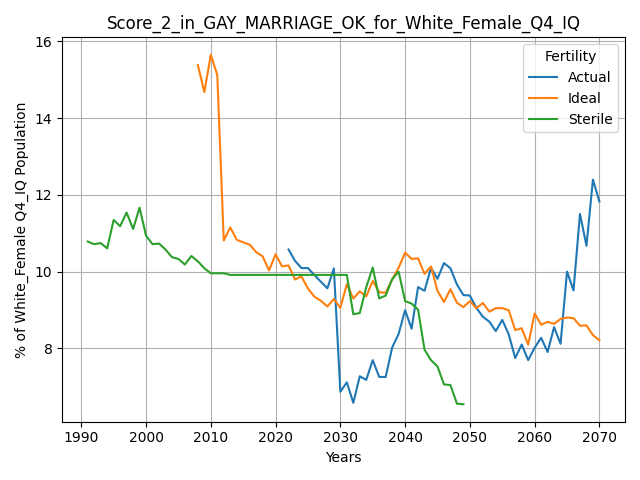 Score_2_in_GAY_MARRIAGE_OK_for_White_Female_Q4_IQ
% of White_Female Q4_IQ Population
16
14
12
10
8
Fertility
Actual
Ideal
Sterile
1990 2000 2010 2020 2030 2040 2050 2060 2070
Years